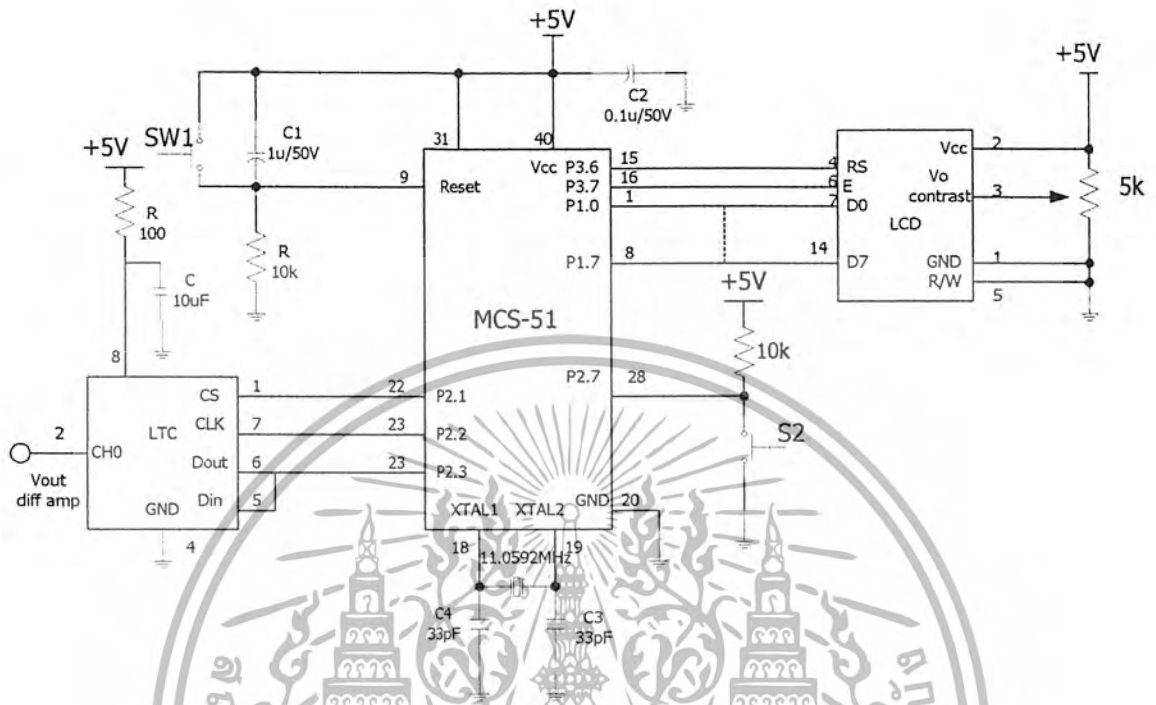 +5V
+5V
C2
0.1u/50V
SW1
C1
1u/50V
+5V
31
40
9
Reset
Vcc
P3.6
15
P3.7
16
P1.0
1
P1.7
8
4
RS
6
E
7
D0
14
D7
LCD
Vcc
2
Vo
contrast
3
GND
1
R/W
5
5k
R
100
R
10k
C
10uF
MCS-51
+5V
10k
P2.7
28
S2
8
CS
1
22
P2.1
LTC
CLK
7
23
P2.2
2
CH0
Dout
6
23
P2.3
Vout
diff amp
GND
Din
5
4
XTAL1
XTAL2
GND
20
18
11.0592MHz
19
C4
33pF
C3
33pF